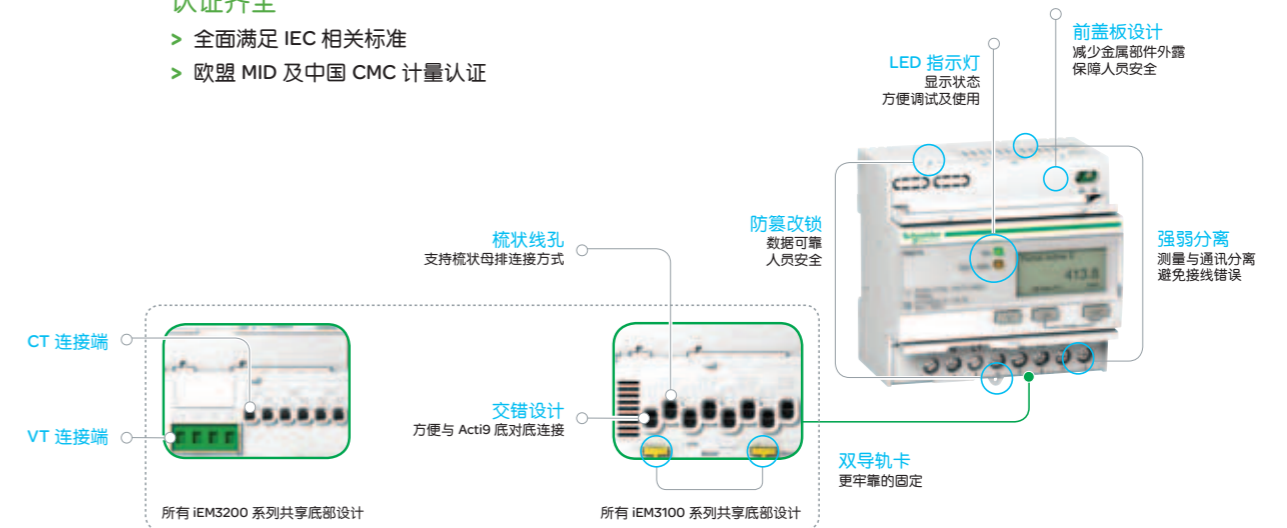 认证齐全
> 全面满足 IEC 相关标准
> 欧盟 MID 及中国 CMC 计量认证
前盖板设计
减少金属部件外露
保障人员安全
LED 指示灯
显示状态
方便调试及使用
防篡改锁
数据可靠
人员安全
强弱分离
测量与通讯分离
避免接线错误
梳状线孔
支持梳状母排连接方式
CT 连接端
VT 连接端
交错设计
方便与 Acti9 底对底连接
双导轨卡
更牢靠的固定
所有 iEM3200 系列共享底部设计
所有 iEM3100 系列共享底部设计
Schneider
413.8